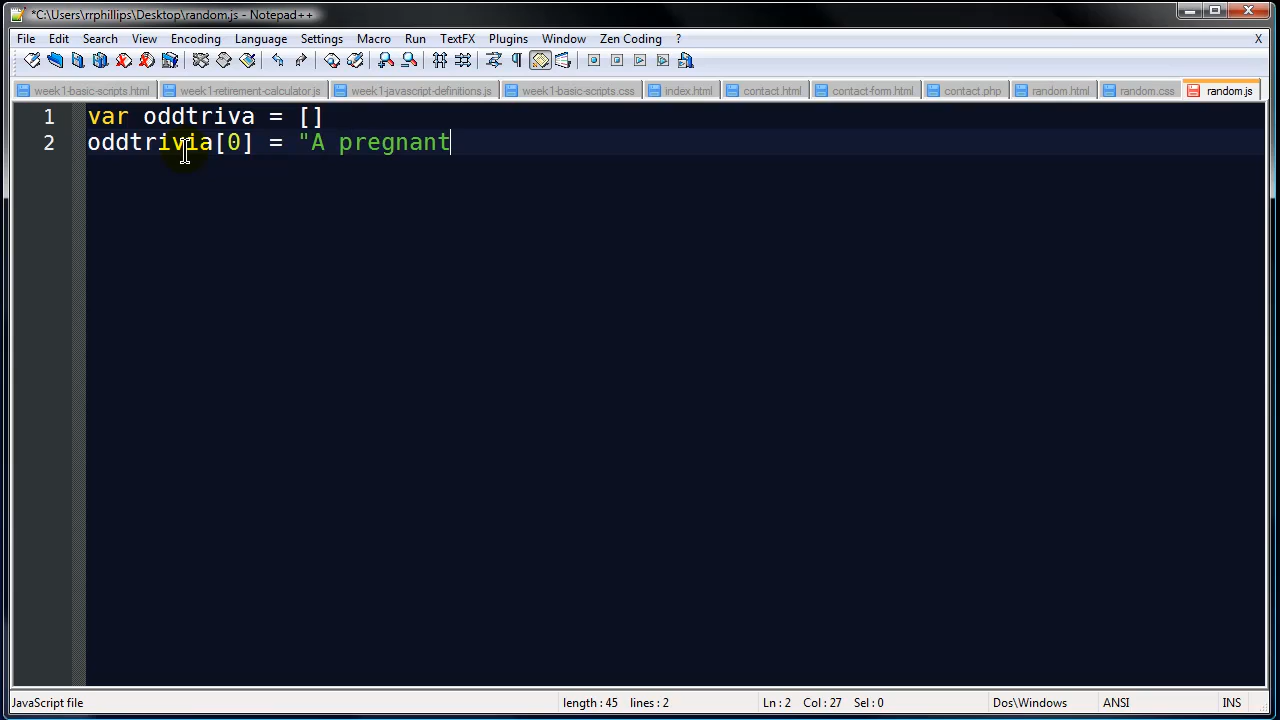 *C:\Users\rrphillips\Desktop\random.js - Notepad++
File Edit Search View Encoding Language Settings Macro Run TextFX Plugins Window Zen Coding ? X
week1-basic-scripts.html week1-retirement-calculator.js week1-javascript-definitions.js week1-basic-scripts.css index.html contact.html contact-form.html contact.php random.html random.css random.js
1 var oddtriva = []
2 oddtrivia[0] = "A pregnant
JavaScript file length : 45 lines : 2 Ln : 2 Col : 27 Sel : 0 Dos\Windows ANSI INS